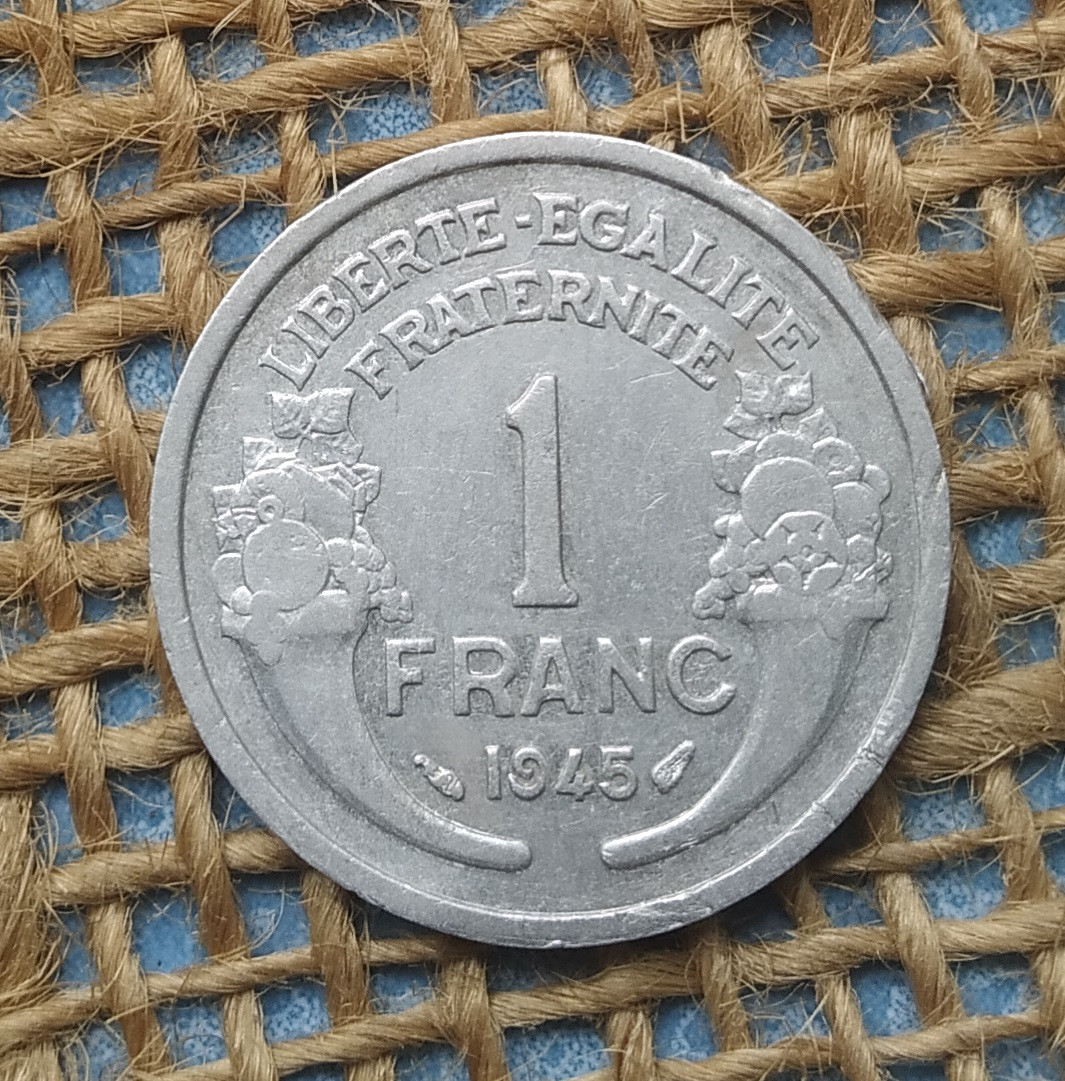 LIBERTE-EGALITE
FRATERNITE
1
FRANC
1945